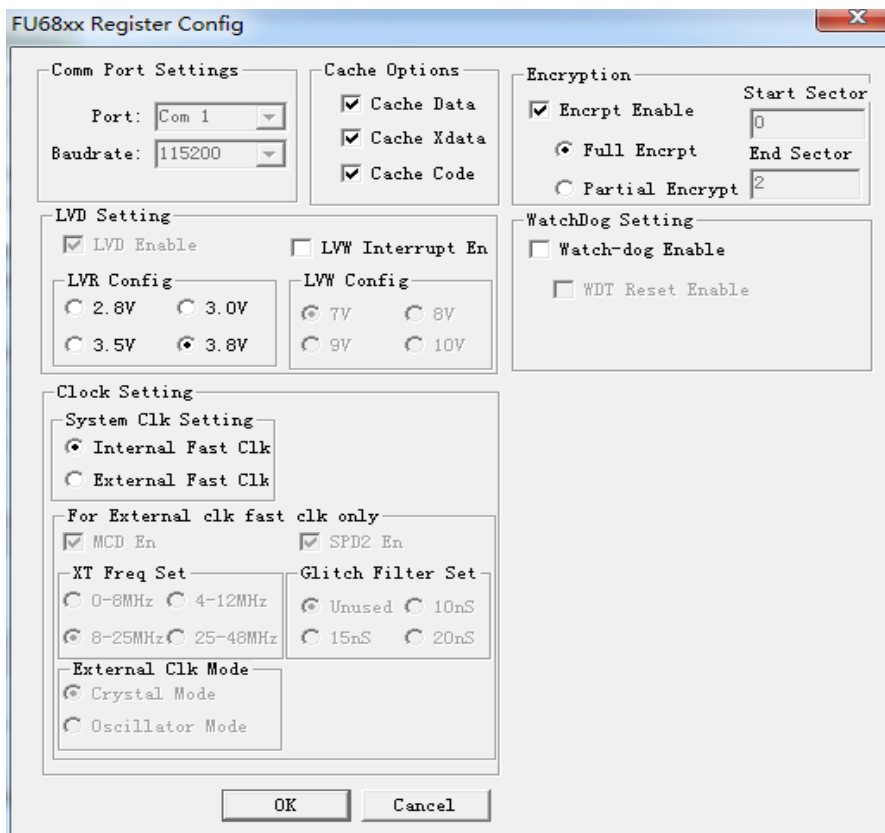 FU68xx Register Config
Comm Port Settings
Port: Com 1
Baudrate: 115200
Cache Options
Cache Data
Cache Xdata
Cache Code
Encryption
Encrpt Enable
Full Encrpt
Partial Encrypt
Start Sector
0
End Sector
2
LVD Setting
LVD Enable
LVW Interrupt En
LVR Config
2.8V 3.0V
3.5V 3.8V
LVW Config
7V 8V
9V 10V
WatchDog Setting
Watch-dog Enable
WDT Reset Enable
Clock Setting
System Clk Setting
Internal Fast Clk
External Fast Clk
For External clk fast clk only
MCD En SPD2 En
XT Freq Set
0-8MHz 4-12MHz
8-25MHz 25-48MHz
Glitch Filter Set
Unused 10nS
15nS 20nS
External Clk Mode
Crystal Mode
Oscillator Mode
OK Cancel